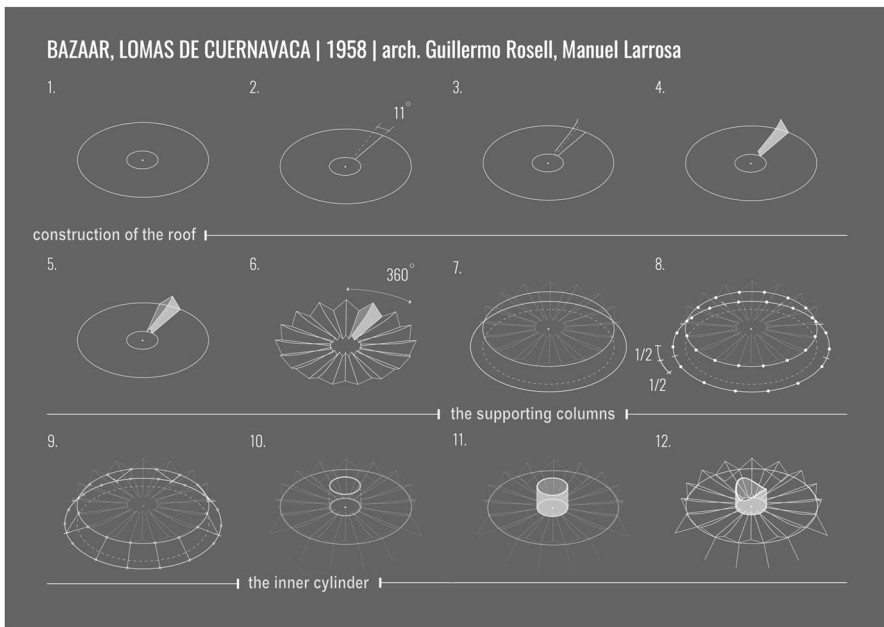 BAZAAR, LOMAS DE CUERNAVACA | 1958 | arch. Guillermo Rosell, Manuel Larrosa
1. 2. 3. 4.
11°
construction of the roof
5. 6. 7. 8.
360°
1/2
1/2
the supporting columns
9. 10. 11. 12.
the inner cylinder